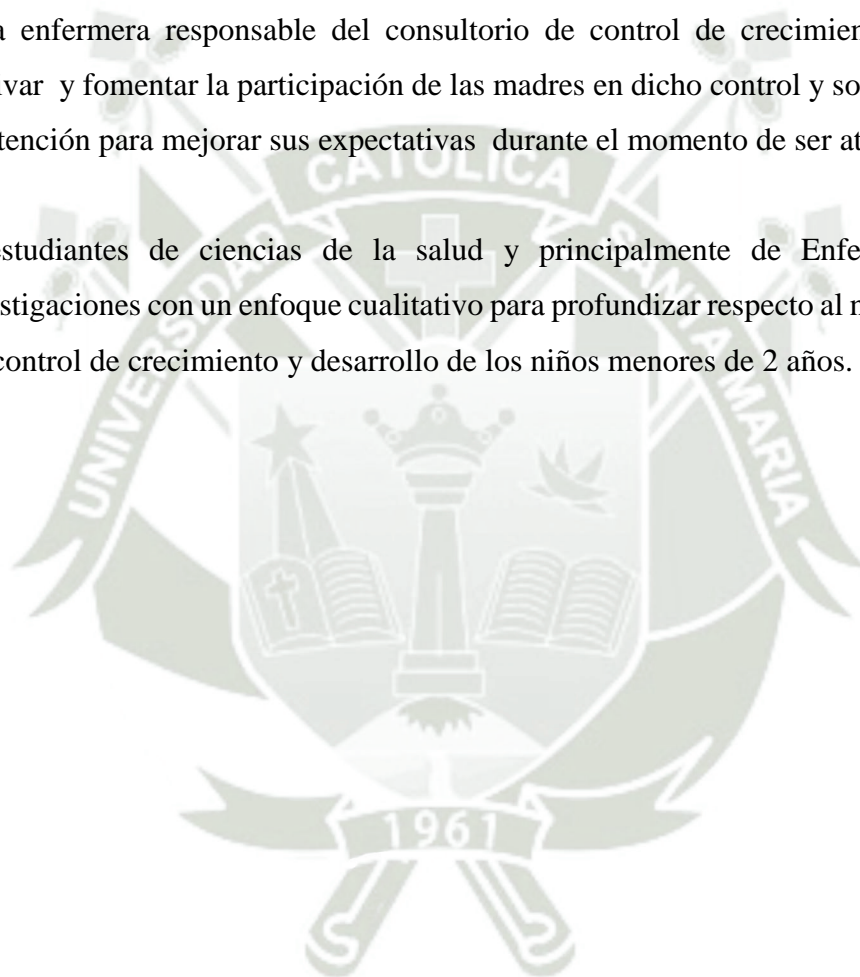 a enfermera responsable del consultorio de control de crecimien
var y fomentar la participación de las madres en dicho control y so
tención para mejorar sus expectativas durante el momento de ser at
studiantes de ciencias de la salud y principalmente de Enfe
stigaciones con un enfoque cualitativo para profundizar respecto al
control de crecimiento y desarrollo de los niños menores de 2 años.
UNIVERSIDAD CATOLICA SANTA MARIA
1961